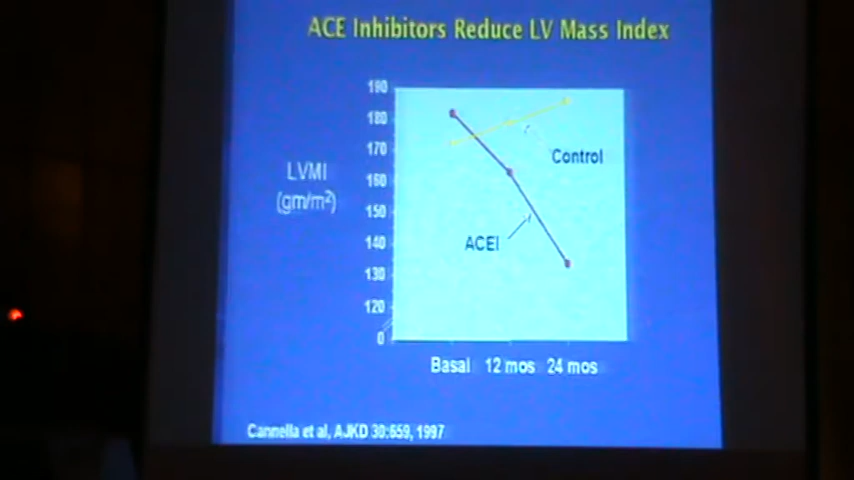 ACE Inhibitors Reduce LV Mass Index
190
180
170
160
150
140
130
120
0
LVMI
(gm/m²)
Control
ACEI
Basal 12 mos 24 mos
Cannella et al, AJKD 30:659, 1997